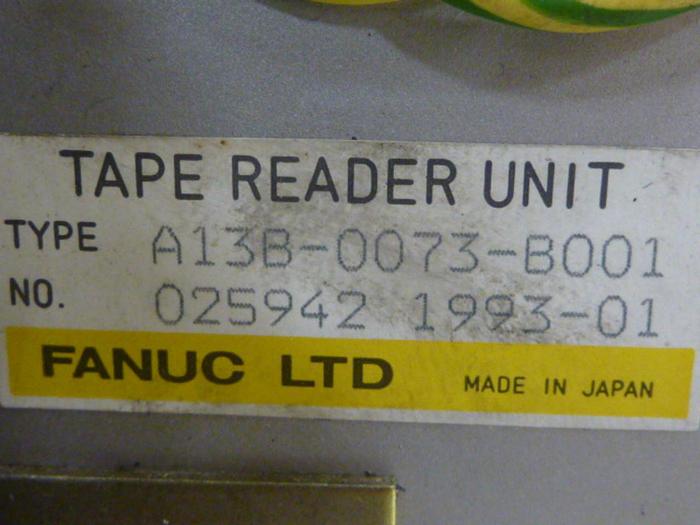 TAPE READER UNIT
TYPE A13B-0073-B001
NO. 025942 1993-01
FANUC LTD MADE IN JAPAN